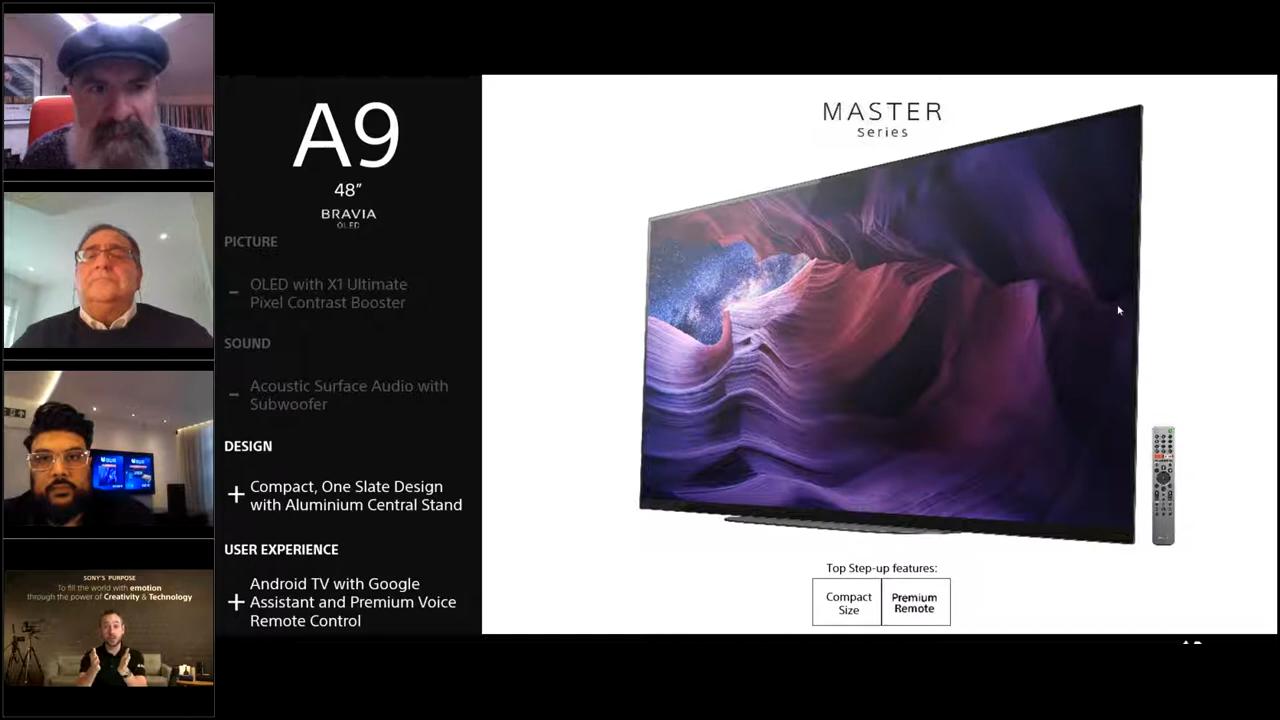 A9
48”
BRAVIA
OLED
PICTURE
- OLED with X1 Ultimate
Pixel Contrast Booster
SOUND
- Acoustic Surface Audio with
Subwoofer
DESIGN
+ Compact, One Slate Design
with Aluminium Central Stand
USER EXPERIENCE
+ Android TV with Google
Assistant and Premium Voice
Remote Control
MASTER
Series
Top Step-up features:
Compact
Size
Premium
Remote
SONY'S PURPOSE
To fill the world with emotion
through the power of Creativity & Technology